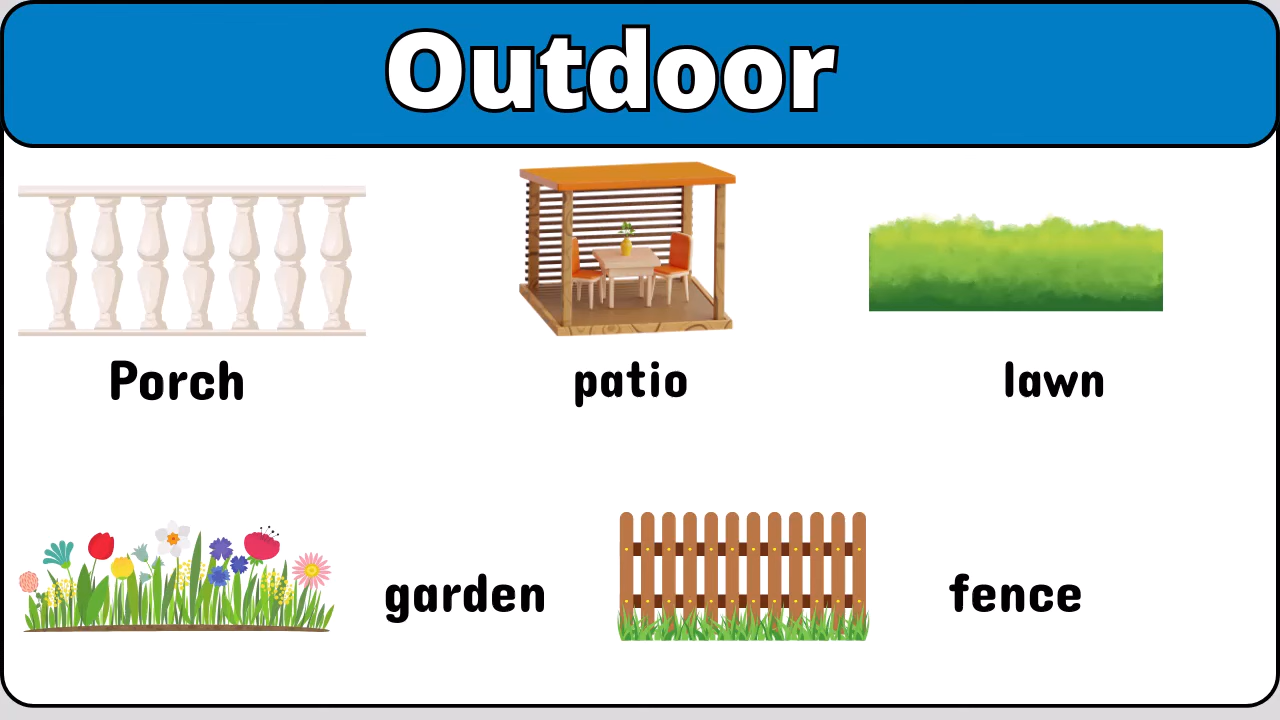 Outdoor
Porch
patio
lawn
garden
fence